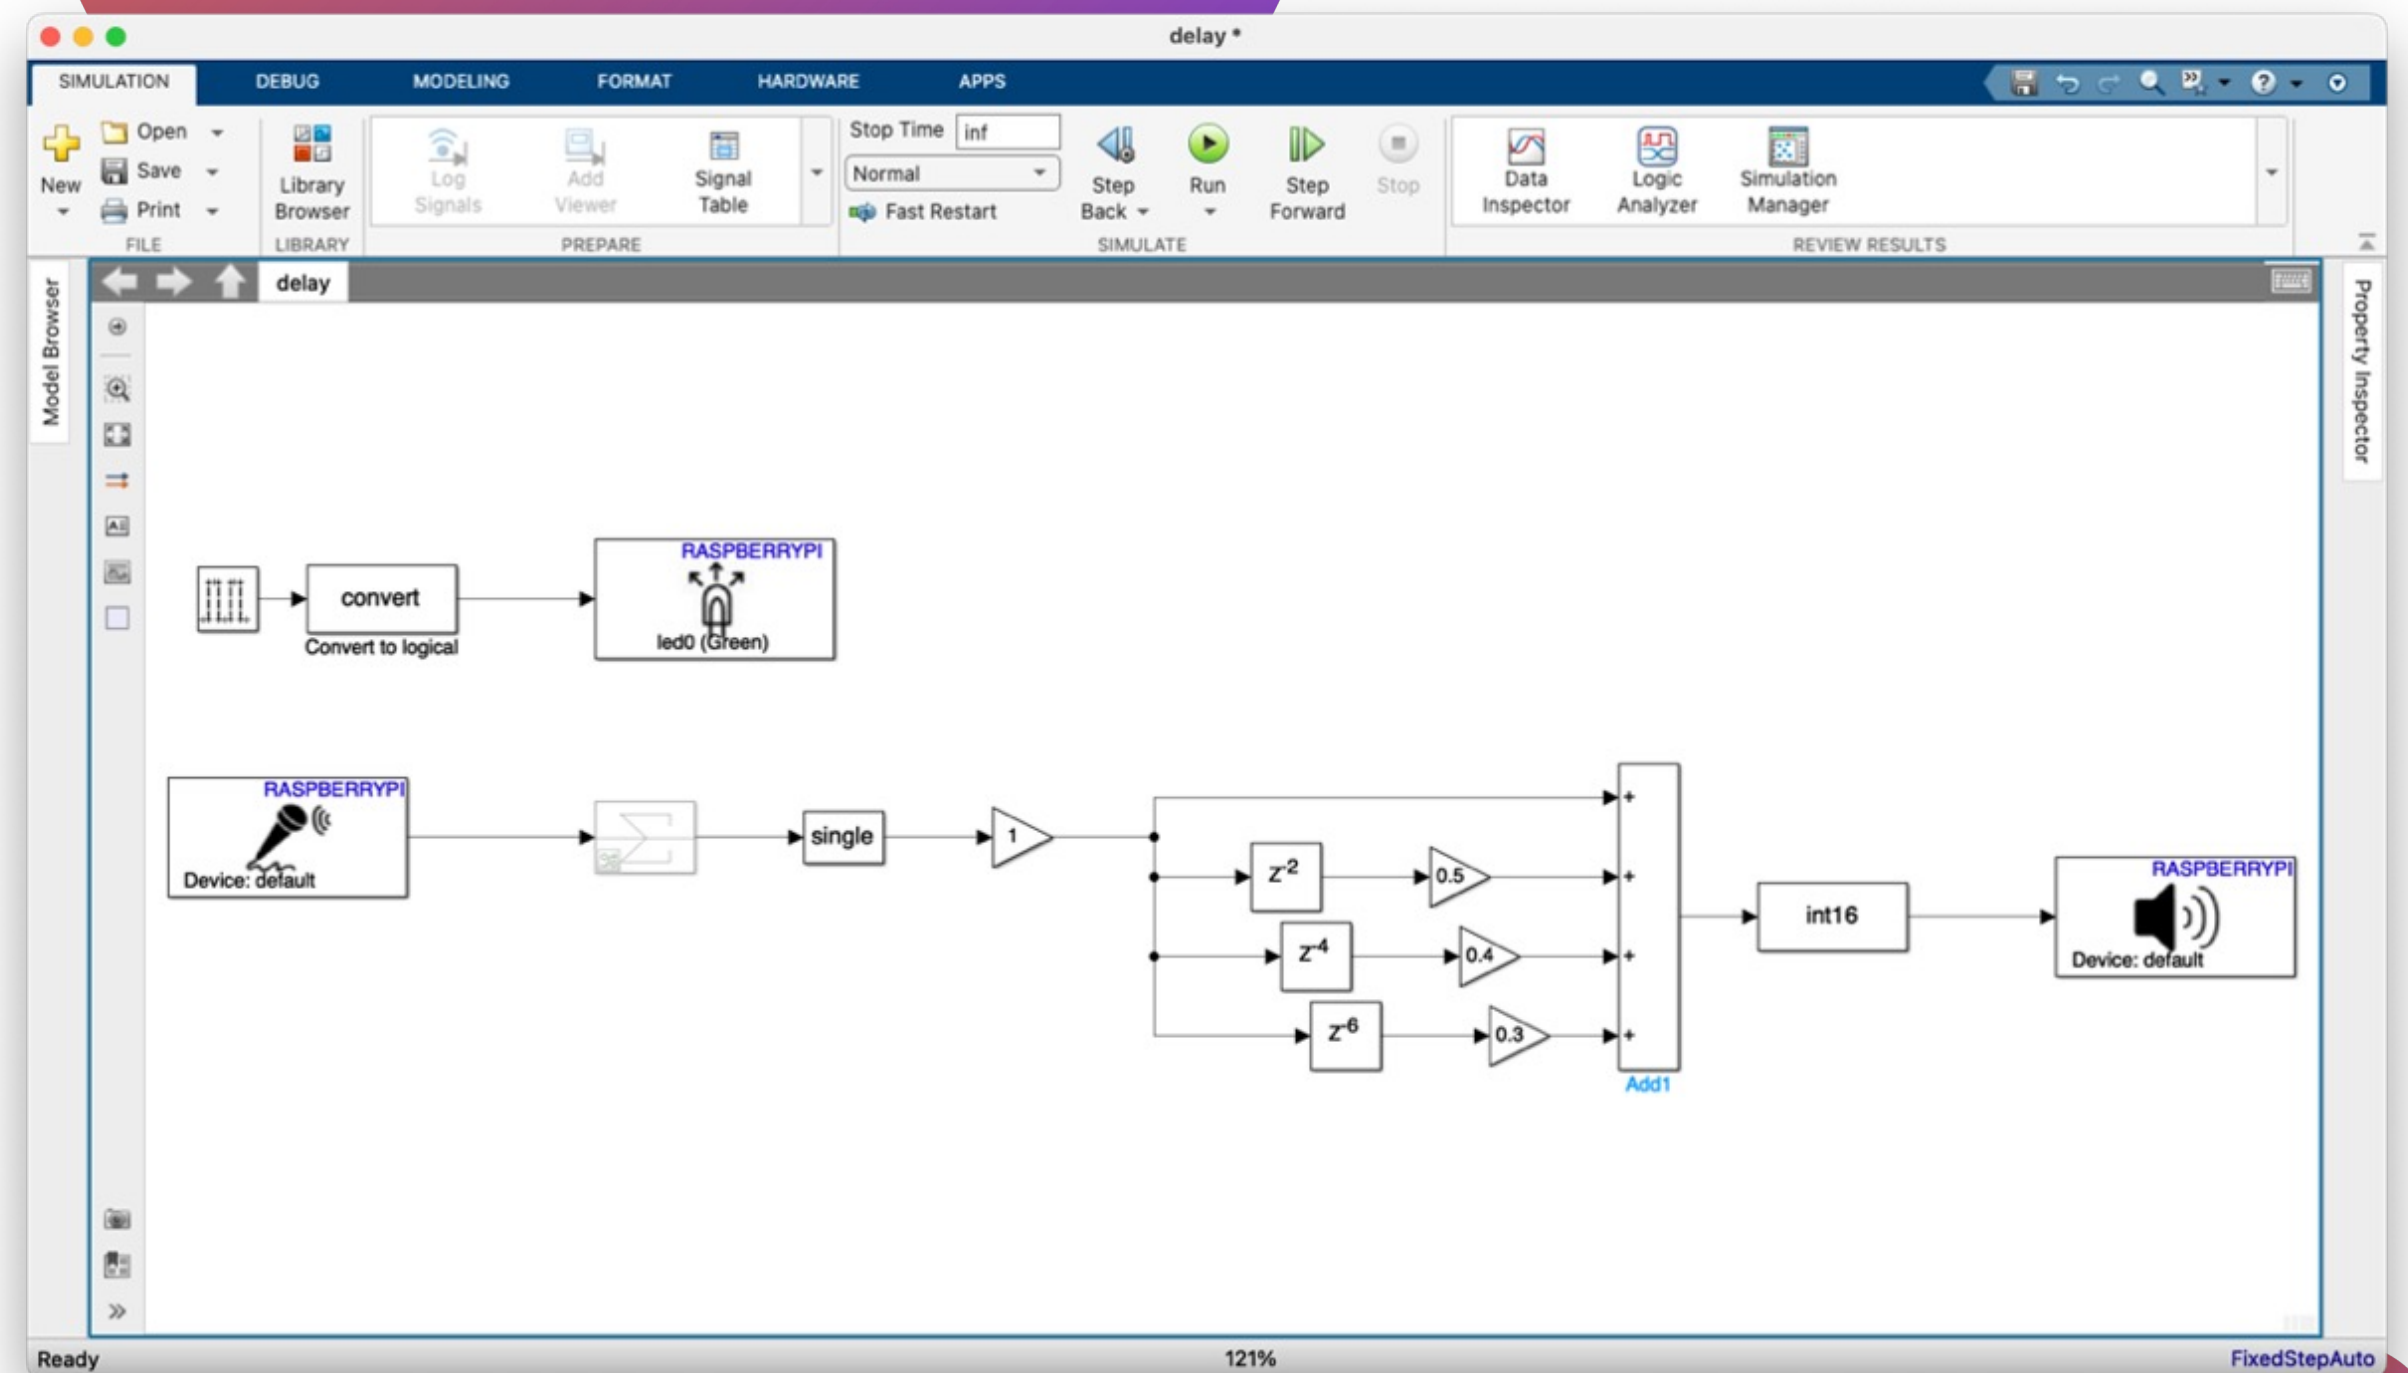 delay *
SIMULATION DEBUG MODELING FORMAT HARDWARE APPS
New
Open
Save
Print
FILE
Library
Browser
LIBRARY
Log
Signals
Add
Viewer
Signal
Table
PREPARE
Stop Time inf
Normal
Fast Restart
Step
Back
Run
Step
Forward
Stop
SIMULATE
Data
Inspector
Logic
Analyzer
Simulation
Manager
REVIEW RESULTS
Model Browser
delay
Property Inspector
convert
Convert to logical
RASPBERRYPI
led0 (Green)
RASPBERRYPI
Device: default
single
1
z-2
0.5
z-4
0.4
z-6
0.3
+
+
+
+
Add1
int16
RASPBERRYPI
Device: default
Ready
121%
FixedStepAuto